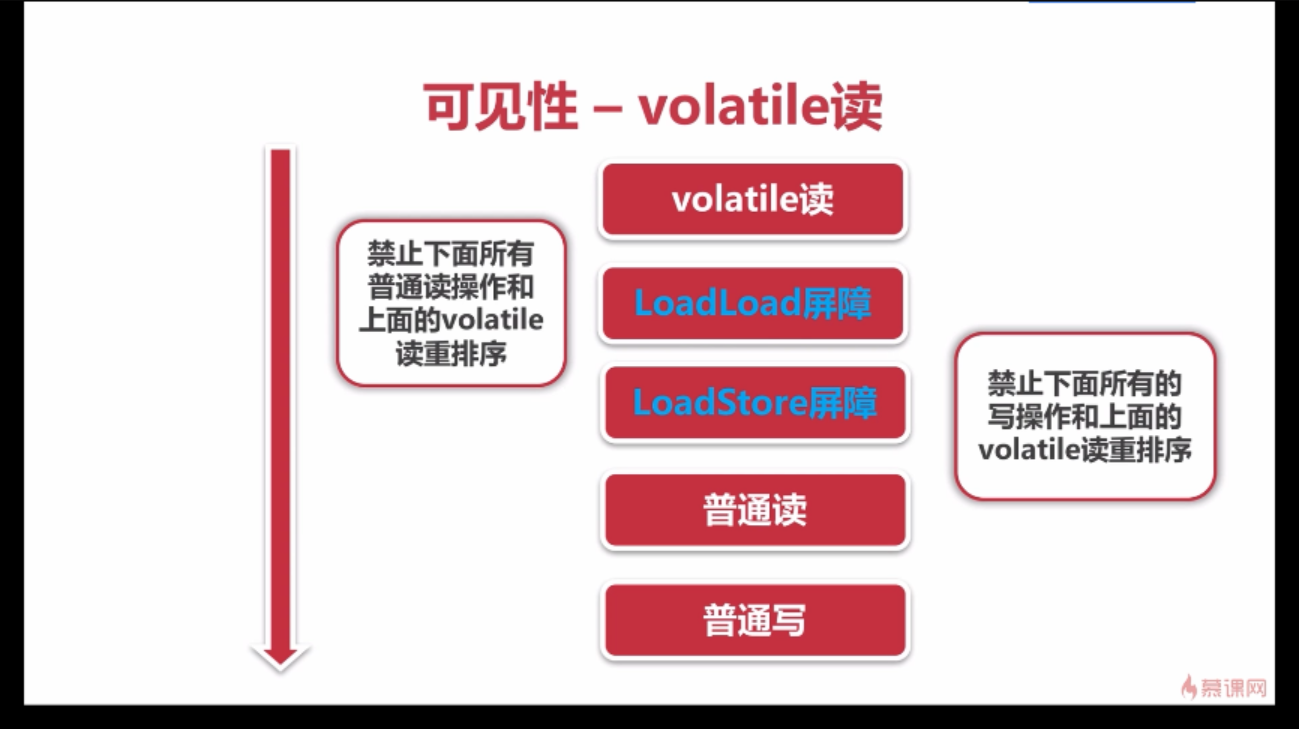 可见性 – volatile读
volatile读
禁止下面所有
普通读操作和
上面的volatile
读重排序
LoadLoad屏障
LoadStore屏障
禁止下面所有的
写操作和上面的
volatile读重排序
普通读
普通写
慕课网